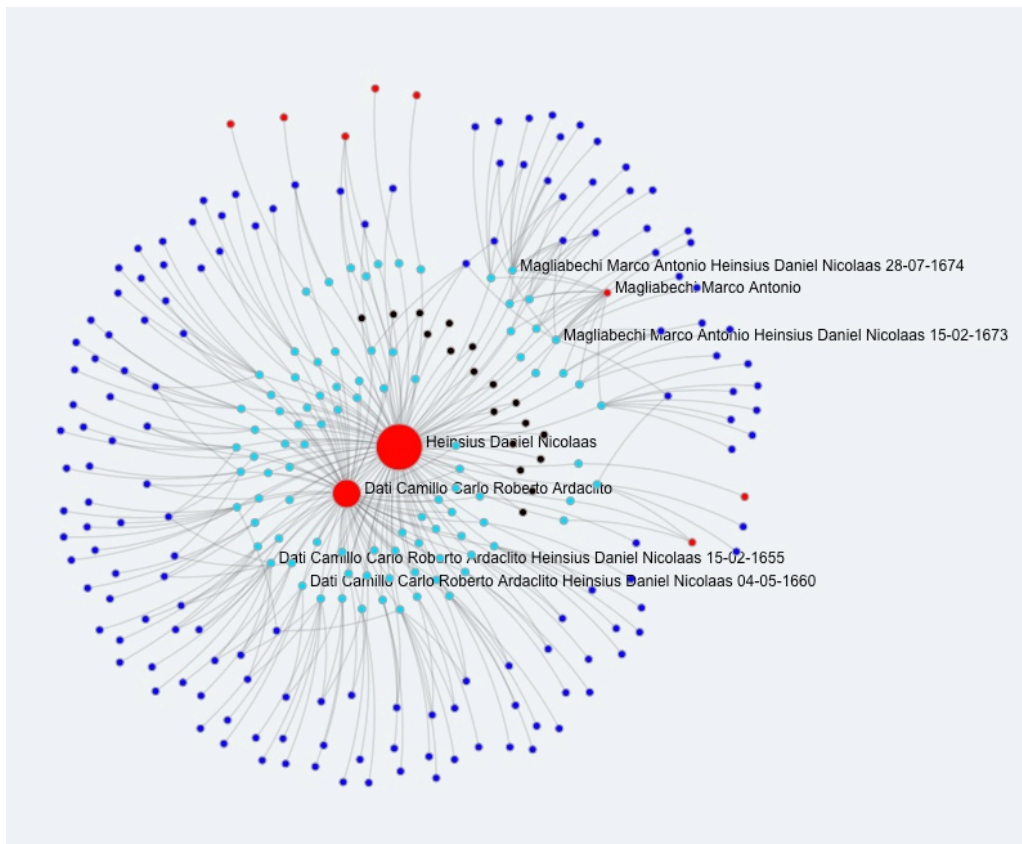 Magliabechi Marco Antonio Heinsius Daniel Nicolaas 28-07-1674
Magliabechi Marco Antonio
Magliabechi Marco Antonio Heinsius Daniel Nicolaas 15-02-1673
Heinsius Daniel Nicolaas
Dati Camillo Carlo Roberto Ardaclito
Dati Camillo Carlo Roberto Ardaclito Heinsius Daniel Nicolaas 15-02-1655
Dati Camillo Carlo Roberto Ardaclito Heinsius Daniel Nicolaas 04-05-1660